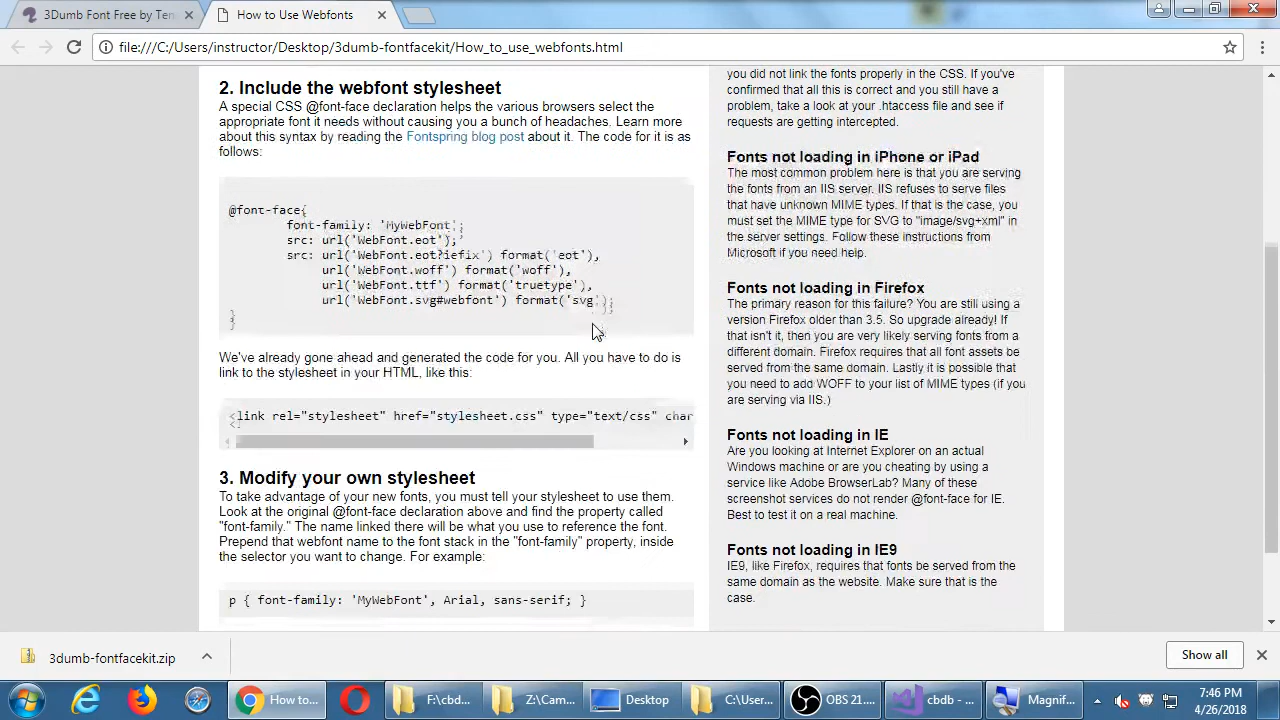 3Dumb Font Free by Ten
How to Use Webfonts
file:///C:/Users/instructor/Desktop/3dumb-fontfacekit/How_to_use_webfonts.html
2. Include the webfont stylesheet
A special CSS @font-face declaration helps the various browsers select the
appropriate font it needs without causing you a bunch of headaches. Learn more
about this syntax by reading the Fontspring blog post about it. The code for it is as
follows:
@font-face{
font-family: 'MyWebFont';
src: url('WebFont.eot');
src: url('WebFont.eot?iefix') format('eot'),
url('WebFont.woff') format('woff'),
url('WebFont.ttf') format('truetype'),
url('WebFont.svg#webfont') format('svg');
}
We've already gone ahead and generated the code for you. All you have to do is
link to the stylesheet in your HTML, like this:
<link rel="stylesheet" href="stylesheet.css" type="text/css" char
3. Modify your own stylesheet
To take advantage of your new fonts, you must tell your stylesheet to use them.
Look at the original @font-face declaration above and find the property called
"font-family." The name linked there will be what you use to reference the font.
Prepend that webfont name to the font stack in the "font-family" property, inside
the selector you want to change. For example:
p { font-family: 'MyWebFont', Arial, sans-serif; }
you did not link the fonts properly in the CSS. If you've
confirmed that all this is correct and you still have a
problem, take a look at your .htaccess file and see if
requests are getting intercepted.
Fonts not loading in iPhone or iPad
The most common problem here is that you are serving
the fonts from an IIS server. IIS refuses to serve files
that have unknown MIME types. If that is the case, you
must set the MIME type for SVG to "image/svg+xml" in
the server settings. Follow these instructions from
Microsoft if you need help.
Fonts not loading in Firefox
The primary reason for this failure? You are still using a
version Firefox older than 3.5. So upgrade already! If
that isn't it, then you are very likely serving fonts from a
different domain. Firefox requires that all font assets be
served from the same domain. Lastly it is possible that
you need to add WOFF to your list of MIME types (if you
are serving via IIS.)
Fonts not loading in IE
Are you looking at Internet Explorer on an actual
Windows machine or are you cheating by using a
service like Adobe BrowserLab? Many of these
screenshot services do not render @font-face for IE.
Best to test it on a real machine.
Fonts not loading in IE9
IE9, like Firefox, requires that fonts be served from the
same domain as the website. Make sure that is the
case.
3dumb-fontfacekit.zip
Show all
How to...
F:\cbd...
Z:\Cam...
Desktop
C:\User...
OBS 21....
cbdb - ...
Magnif...
7:46 PM
4/26/2018